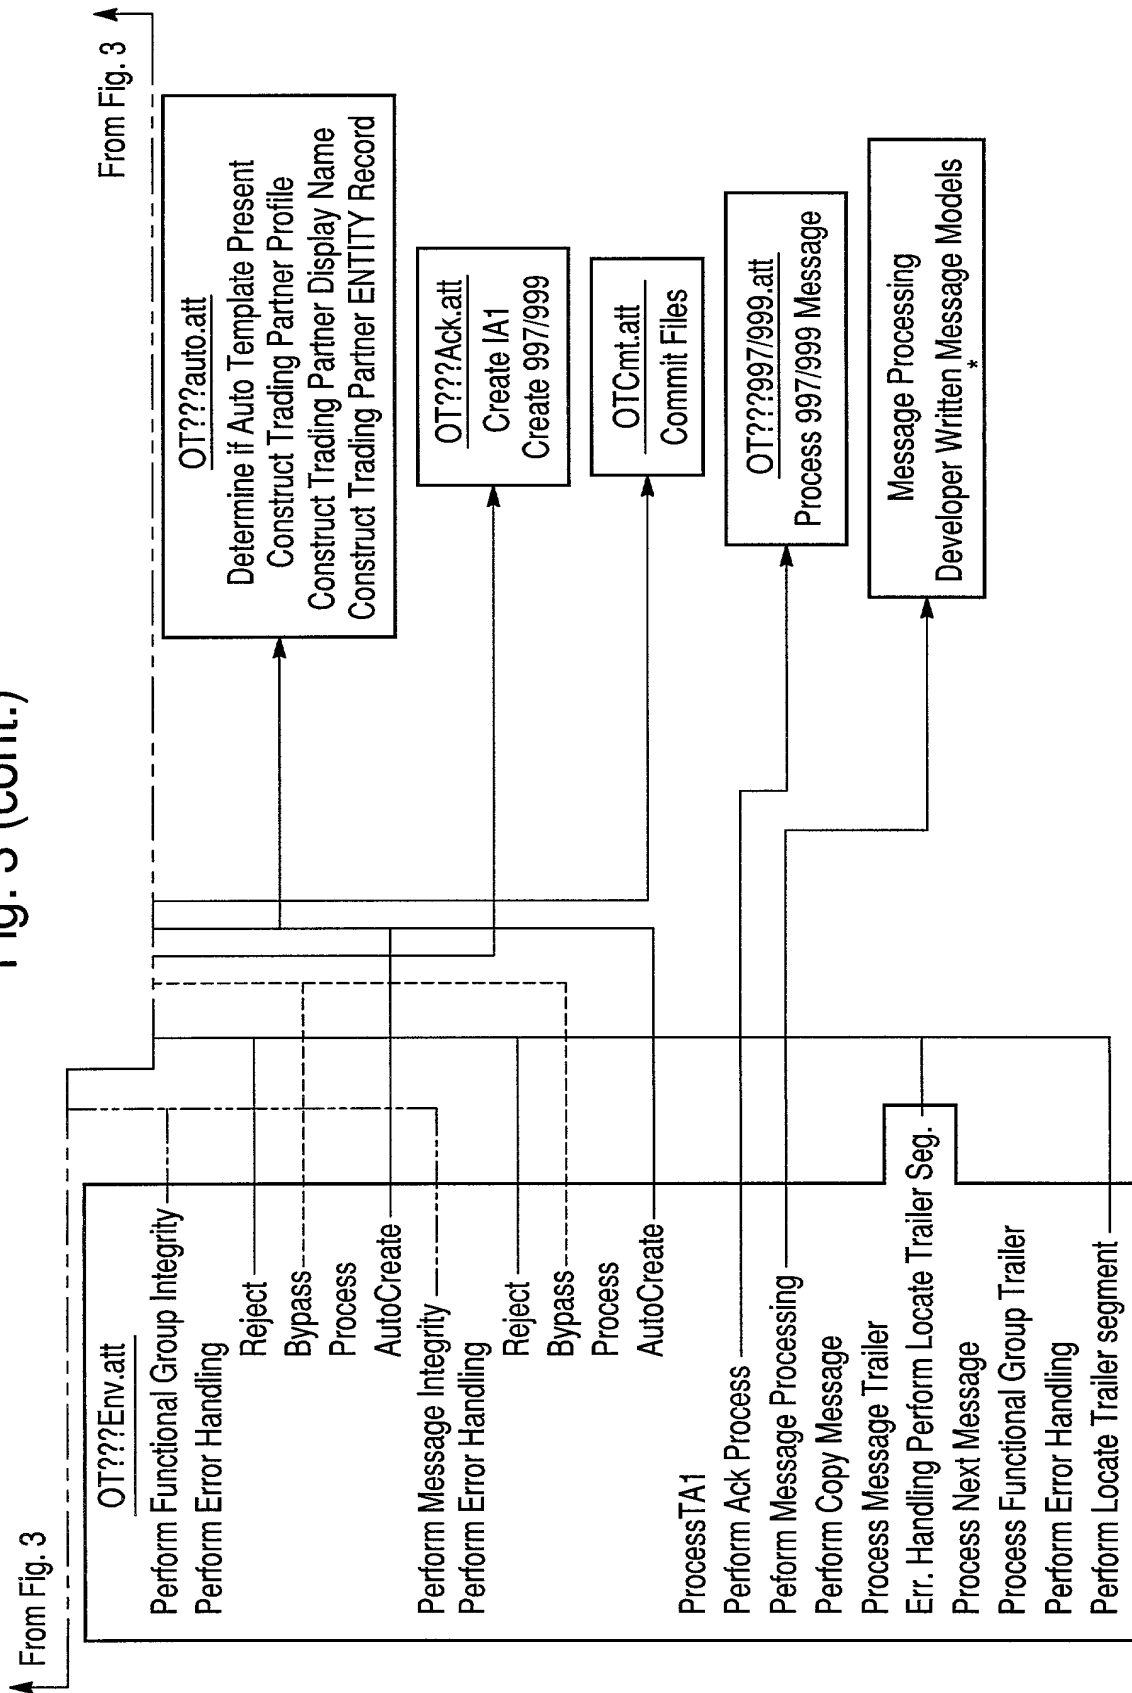 Fig. 3 (cont.)
From Fig. 3
From Fig. 3
OT???Env.att
Perform Functional Group Integrity
Perform Error Handling
Reject
Bypass
Process
AutoCreate
Perform Message Integrity
Perform Error Handling
Reject
Bypass
Process
AutoCreate
ProcessTA1
Perform Ack Process
Peform Message Processing
Perform Copy Message
Process Message Trailer
Err. Handling Perform Locate Trailer Seg.
Process Next Message
Process Functional Group Trailer
Perform Error Handling
Perform Locate Trailer segment
OT???auto.att
Determine if Auto Template Present
Construct Trading Partner Profile
Construct Trading Partner Display Name
Construct Trading Partner ENTITY Record
OT???Ack.att
Create IA1
Create 997/999
OTCmt.att
Commit Files
OT???997/999.att
Process 997/999 Message
Message Processing
Developer Written Message Models
*